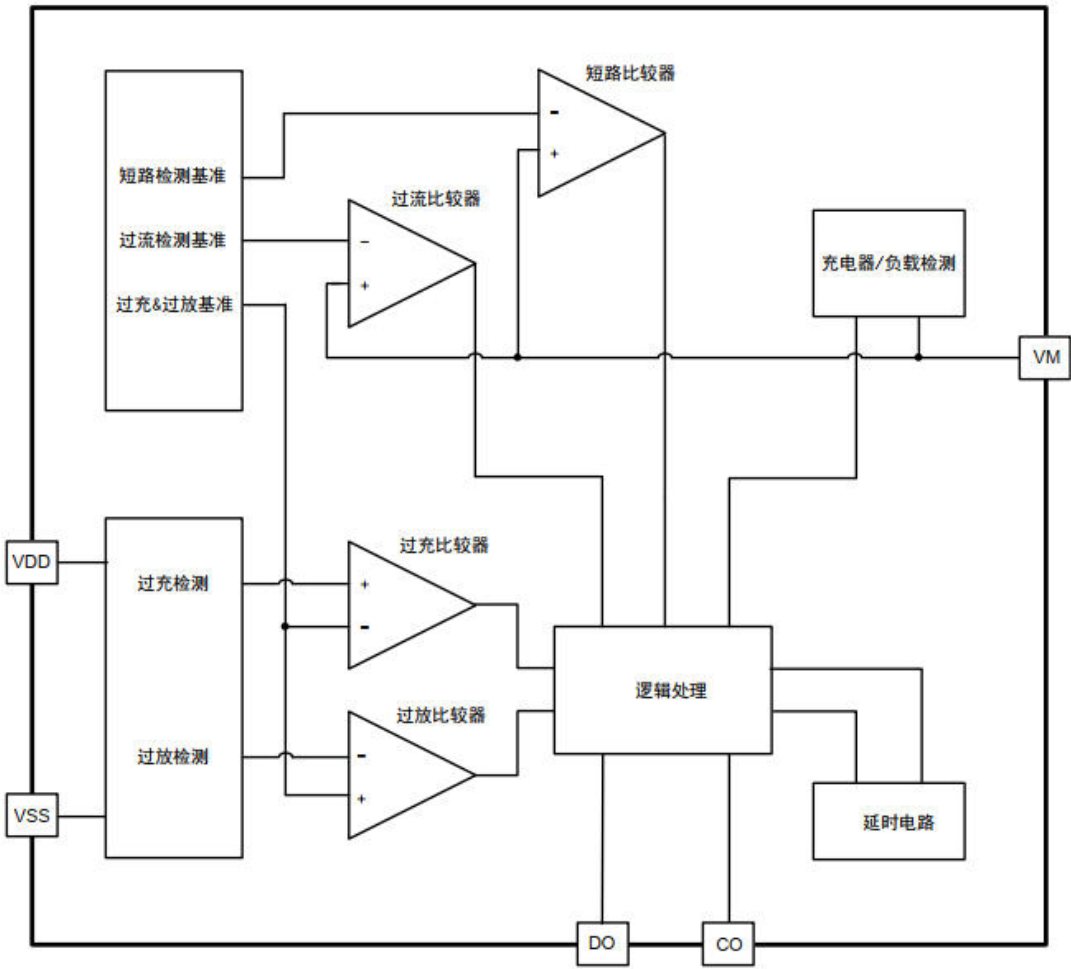 短路比较器
-
+
短路检测基准
过流比较器
过流检测基准
-
+
过充&过放基准
充电器/负载检测
VM
VDD
过充比较器
过充检测
+
-
逻辑处理
过放比较器
过放检测
-
+
VSS
延时电路
DO
CO